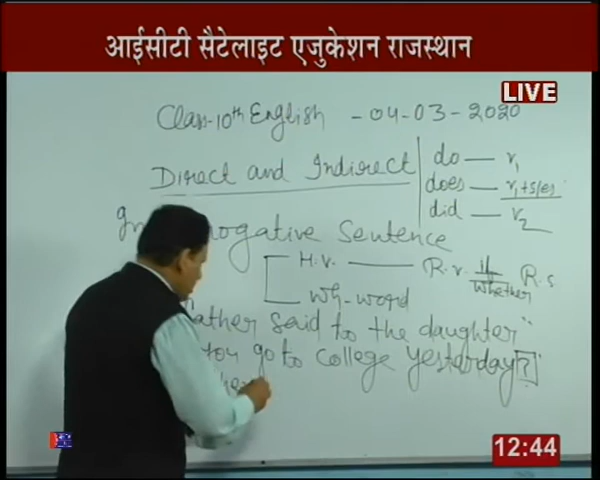 आईसीटी सैटेलाइट एजुकेशन राजस्थान
LIVE
Class-10th English - 04-03-2020
Direct and Indirect
do — v1
does — v1+s/es
did — v2
Interrogative Sentence
H.V. — R.V. if/whether R.S
Wh-word
father said to the daughter "
you go to college yesterday?"
12:44